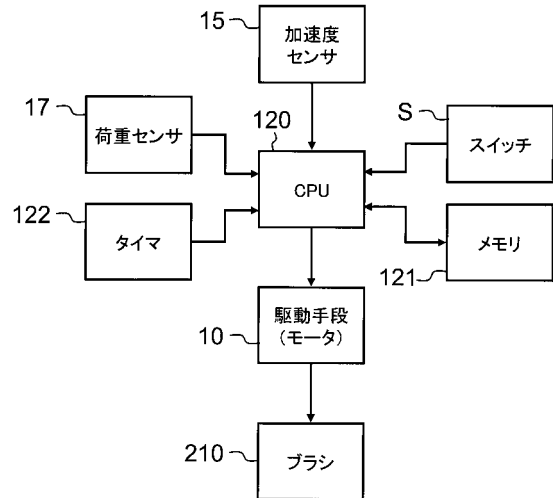 15
加速度
センサ
17
荷重センサ
120
CPU
S
スイッチ
122
タイマ
メモリ
121
駆動手段
(モータ)
10
ブラシ
210